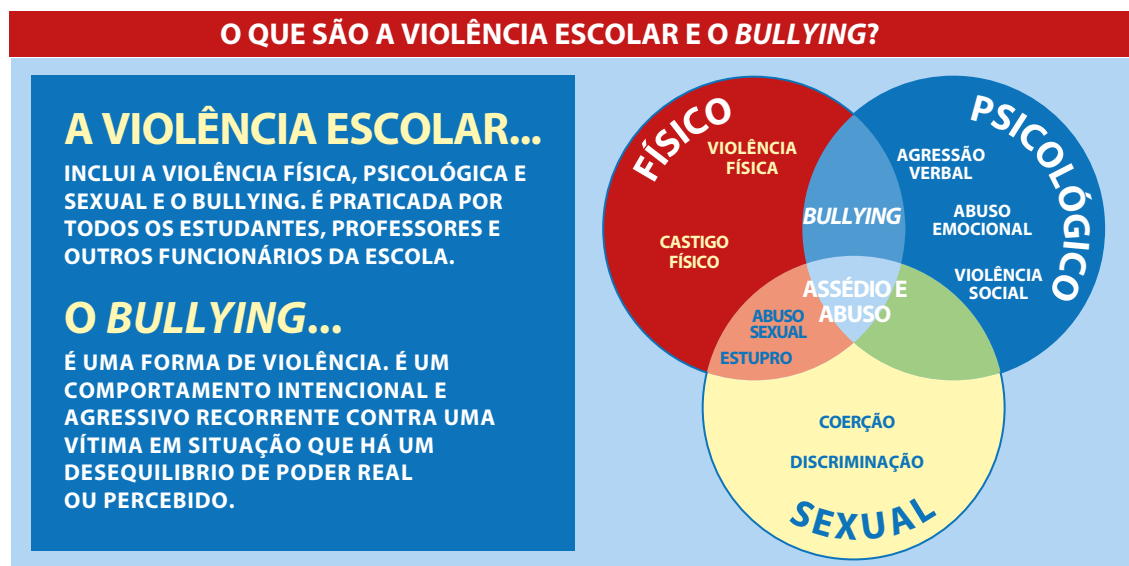 O QUE SÃO A VIOLÊNCIA ESCOLAR E O BULLYING?
A VIOLÊNCIA ESCOLAR...
INCLUI A VIOLÊNCIA FÍSICA, PSICOLÓGICA E
SEXUAL E O BULLYING. É PRATICADA POR
TODOS OS ESTUDANTES, PROFESSORES E
OUTROS FUNCIONÁRIOS DA ESCOLA.
O BULLYING...
É UMA FORMA DE VIOLÊNCIA. É UM
COMPORTAMENTO INTENCIONAL E
AGRESSIVO RECORRENTE CONTRA UMA
VÍTIMA EM SITUAÇÃO QUE HÁ UM
DESEQUILIBRIO DE PODER REAL
OU PERCEBIDO.
FÍSICO
VIOLÊNCIA
FÍSICA
CASTIGO
FÍSICO
BULLYING
PSICOLÓGICO
AGRESSÃO
VERBAL
ABUSO
EMOCIONAL
VIOLÊNCIA
SOCIAL
ASSÉDIO E
ABUSO
ABUSO
SEXUAL
ESTUPRO
COERÇÃO
DISCRIMINAÇÃO
SEXUAL